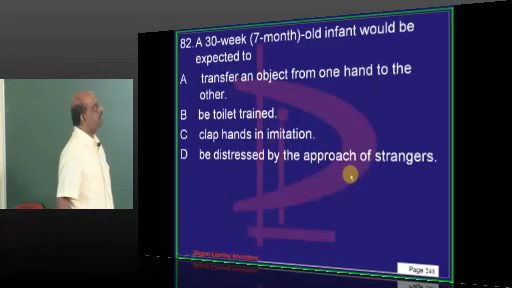 82. A 30-week (7-month)-old infant would be
expected to
A transfer an object from one hand to the
other.
B be toilet trained.
C clap hands in imitation.
D be distressed by the approach of strangers.
Page 249